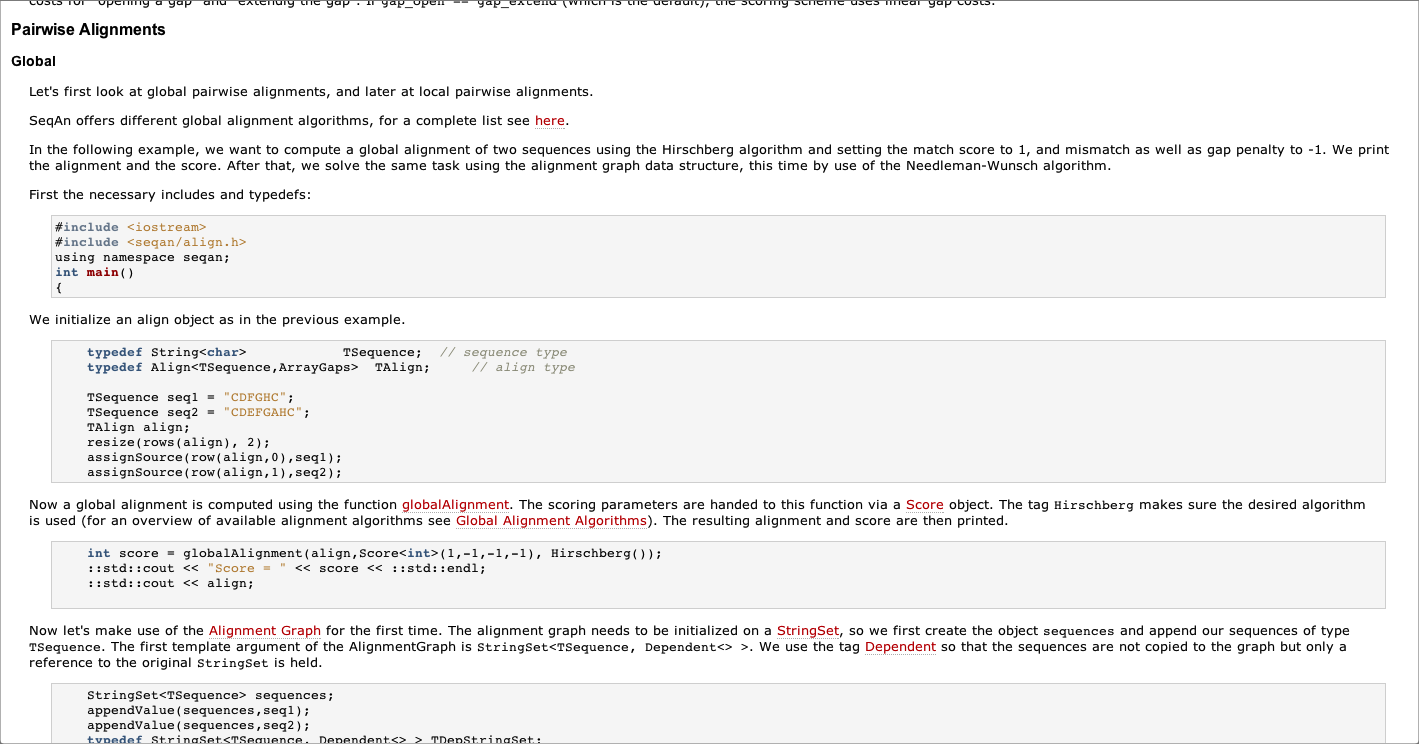 costs for "opening a gap" and "extendig the gap". If gap_open == gap_extend (which is the default), the scoring scheme uses linear gap costs.
Pairwise Alignments
Global
Let's first look at global pairwise alignments, and later at local pairwise alignments.
SeqAn offers different global alignment algorithms, for a complete list see here.
In the following example, we want to compute a global alignment of two sequences using the Hirschberg algorithm and setting the match score to 1, and mismatch as well as gap penalty to -1. We print
the alignment and the score. After that, we solve the same task using the alignment graph data structure, this time by use of the Needleman-Wunsch algorithm.
First the necessary includes and typedefs:
#include <iostream>
#include <seqan/align.h>
using namespace seqan;
int main()
{
We initialize an align object as in the previous example.
typedef String<char>            TSequence;  // sequence type
typedef Align<TSequence,ArrayGaps>  TAlign;     // align type
TSequence seq1 = "CDFGHC";
TSequence seq2 = "CDEFGAHC";
TAlign align;
resize(rows(align), 2);
assignSource(row(align,0),seq1);
assignSource(row(align,1),seq2);
Now a global alignment is computed using the function globalAlignment. The scoring parameters are handed to this function via a Score object. The tag Hirschberg makes sure the desired algorithm
is used (for an overview of available alignment algorithms see Global Alignment Algorithms). The resulting alignment and score are then printed.
int score = globalAlignment(align,Score<int>(1,-1,-1,-1), Hirschberg());
::std::cout << "Score = " << score << ::std::endl;
::std::cout << align;
Now let's make use of the Alignment Graph for the first time. The alignment graph needs to be initialized on a StringSet, so we first create the object sequences and append our sequences of type
TSequence. The first template argument of the AlignmentGraph is StringSet<TSequence, Dependent<> >. We use the tag Dependent so that the sequences are not copied to the graph but only a
reference to the original StringSet is held.
StringSet<TSequence> sequences;
appendValue(sequences,seq1);
appendValue(sequences,seq2);
typedef StringSet<TSequence, Dependent<> > TDepStringSet;